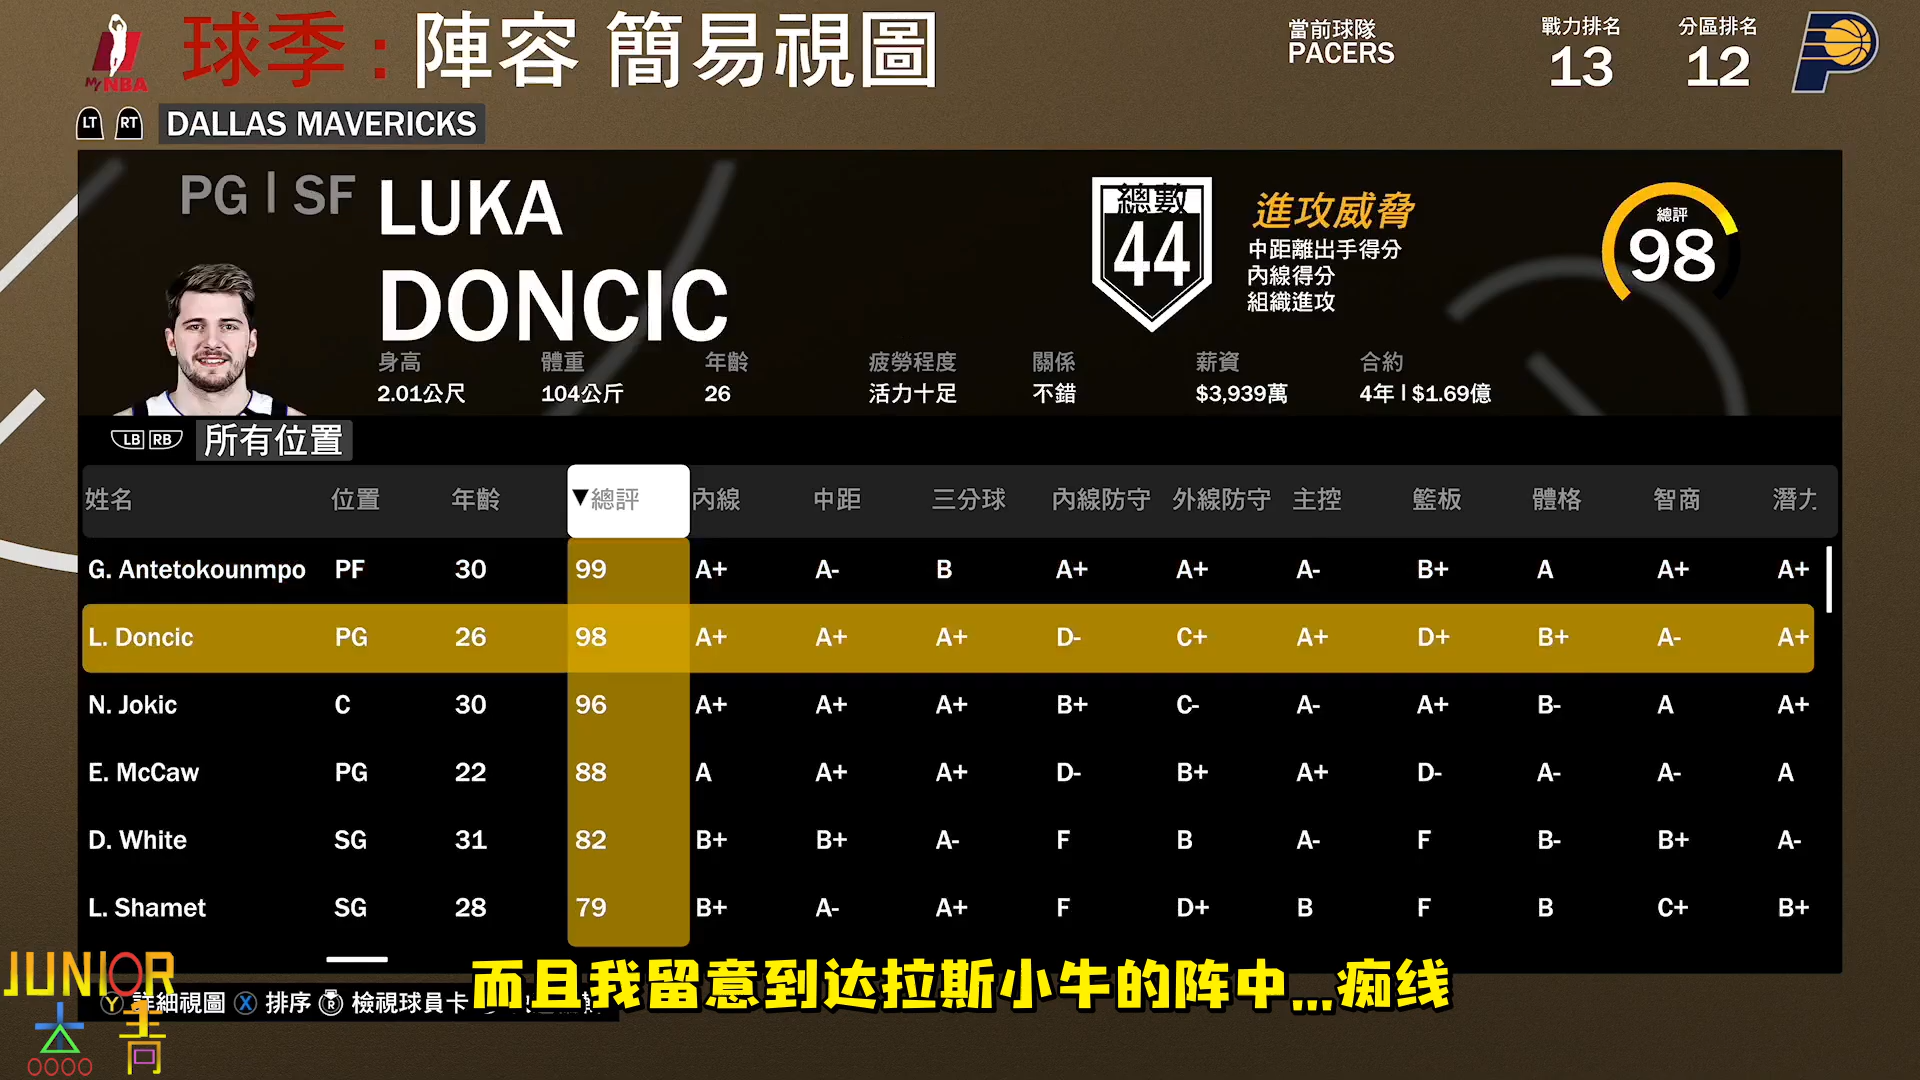 球季 : 陣容 簡易視圖
My NBA
當前球隊
PACERS
戰力排名
13
分區排名
12
LT RT DALLAS MAVERICKS
PG | SF LUKA
DONCIC
總數
44
進攻威脅
中距離出手得分
內線得分
組織進攻
總評
98
身高 體重 年齡 疲勞程度 關係 薪資 合約
2.01公尺 104公斤 26 活力十足 不錯 $3,939萬 4年 | $1.69億
LB RB 所有位置
姓名 位置 年齡 ▼總評 內線 中距 三分球 內線防守 外線防守 主控 籃板 體格 智商 潛力
G. Antetokounmpo PF 30 99 A+ A- B A+ A+ A- B+ A A+ A+
L. Doncic PG 26 98 A+ A+ A+ D- C+ A+ D+ B+ A- A+
N. Jokic C 30 96 A+ A+ A+ B+ C- A- A+ B- A A+
E. McCaw PG 22 88 A A+ A+ D- B+ A+ D- A- A- A
D. White SG 31 82 B+ B+ A- F B A- F B- B+ A-
L. Shamet SG 28 79 B+ A- A+ F D+ B F B C+ B+
而且我留意到达拉斯小牛的阵中...痴线
JUNIOR
Y 詳細視圖 X 排序 R 檢視球員卡